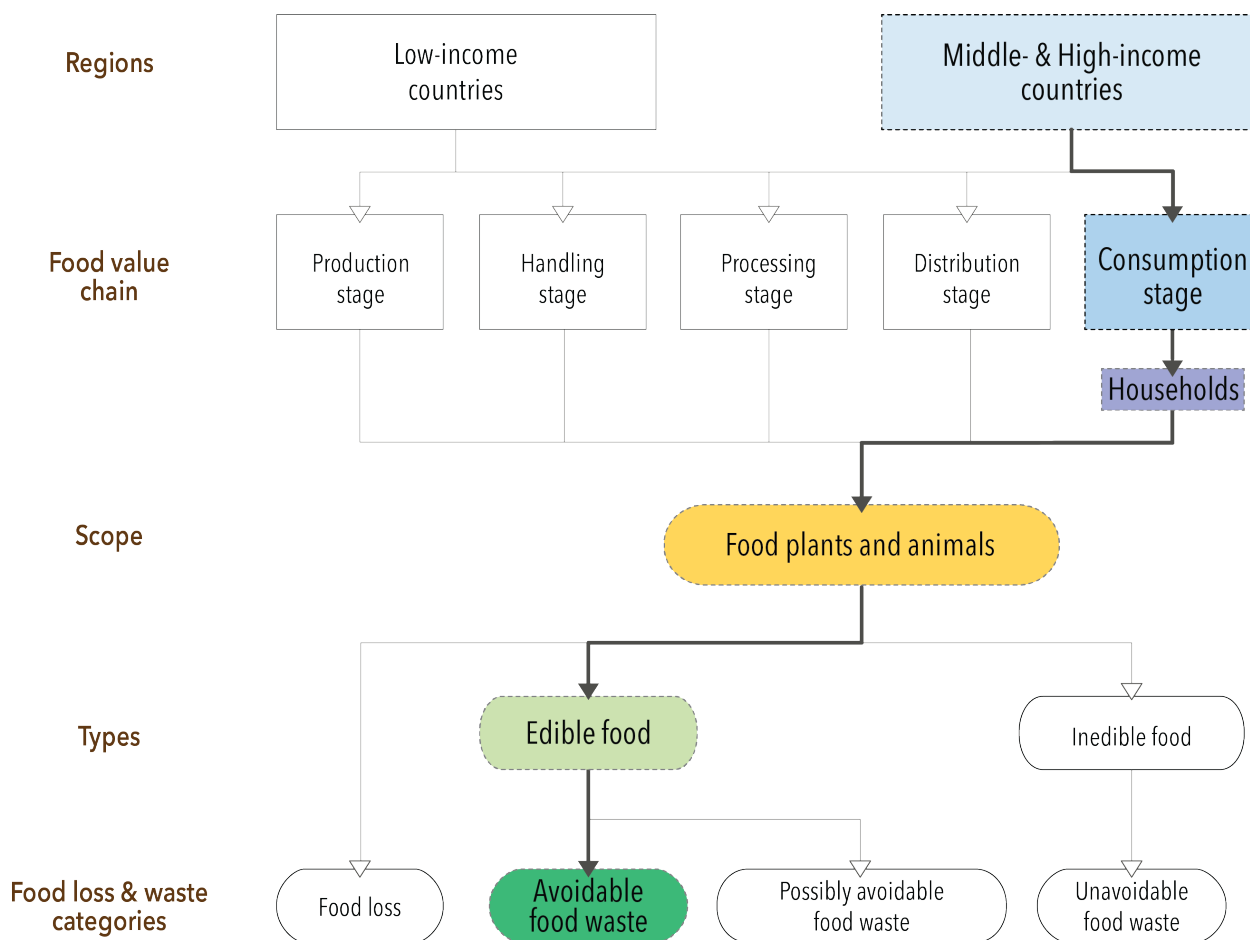 Regions
Low-income
countries
Middle- & High-income
countries
Food value
chain
Production
stage
Handling
stage
Processing
stage
Distribution
stage
Consumption
stage
Households
Scope
Food plants and animals
Types
Edible food
Inedible food
Food loss & waste
categories
Food loss
Avoidable
food waste
Possibly avoidable
food waste
Unavoidable
food waste